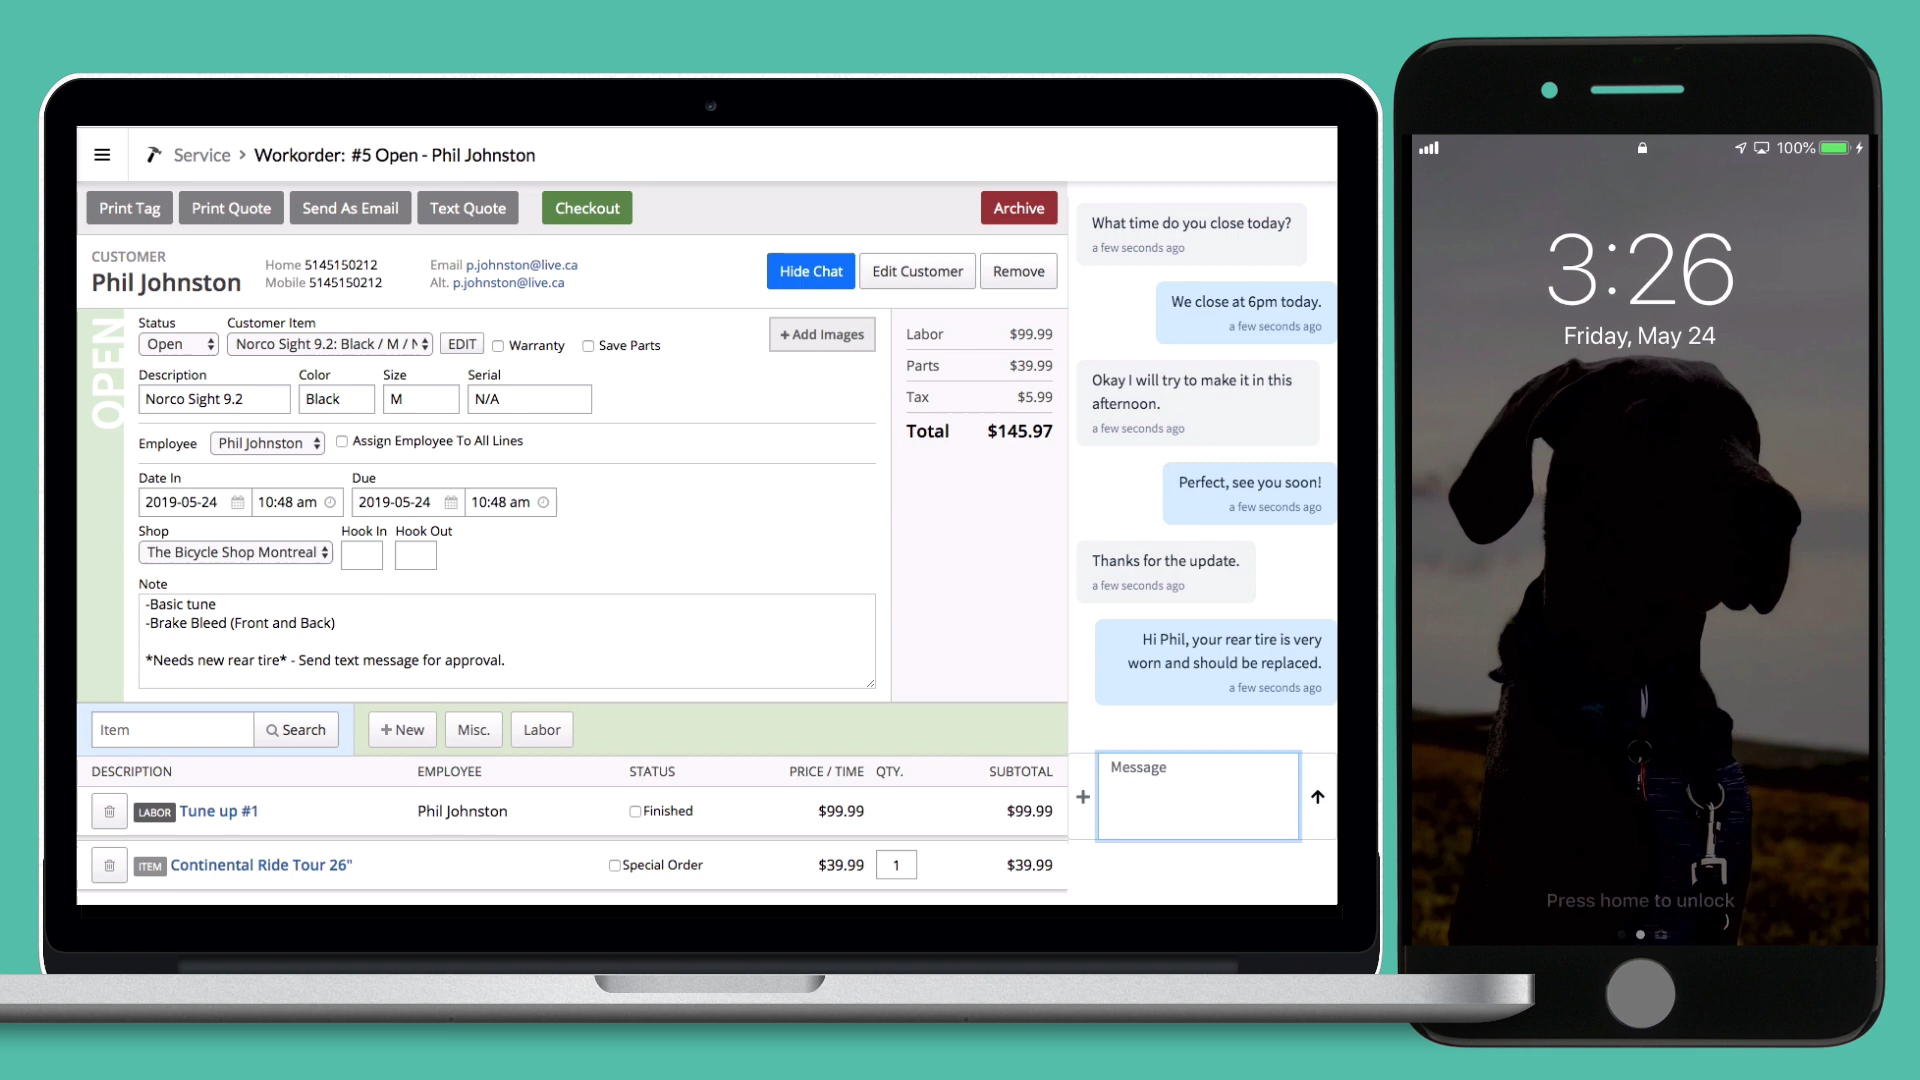 Service > Workorder: #5 Open - Phil Johnston
Print Tag
Print Quote
Send As Email
Text Quote
Checkout
Archive
CUSTOMER
Phil Johnston
Home 5145150212
Mobile 5145150212
Email p.johnston@live.ca
Alt. p.johnston@live.ca
Hide Chat
Edit Customer
Remove
OPEN
Status
Open
Customer Item
Norco Sight 9.2: Black / M / N
EDIT
Warranty
Save Parts
+ Add Images
Description
Norco Sight 9.2
Color
Black
Size
M
Serial
N/A
Employee
Phil Johnston
Assign Employee To All Lines
Date In
2019-05-24
10:48 am
Due
2019-05-24
10:48 am
Shop
The Bicycle Shop Montreal
Hook In
Hook Out
Note
-Basic tune
-Brake Bleed (Front and Back)
*Needs new rear tire* - Send text message for approval.
Labor $99.99
Parts $39.99
Tax $5.99
Total $145.97
Item
Search
+ New
Misc.
Labor
DESCRIPTION EMPLOYEE STATUS PRICE / TIME QTY. SUBTOTAL
LABOR Tune up #1 Phil Johnston Finished $99.99 $99.99
ITEM Continental Ride Tour 26" Special Order $39.99 1 $39.99
What time do you close today?
a few seconds ago
We close at 6pm today.
a few seconds ago
Okay I will try to make it in this
afternoon.
a few seconds ago
Perfect, see you soon!
a few seconds ago
Thanks for the update.
a few seconds ago
Hi Phil, your rear tire is very
worn and should be replaced.
a few seconds ago
Message
100%
3:26
Friday, May 24
Press home to unlock